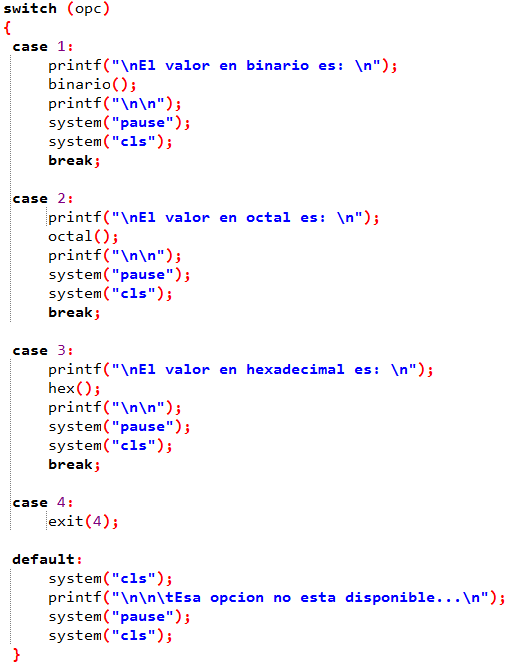 switch (opc)
{
case 1:
printf("\nEl valor en binario es: \n");
binario();
printf("\n\n");
system("pause");
system("cls");
break;
case 2:
printf("\nEl valor en octal es: \n");
octal();
printf("\n\n");
system("pause");
system("cls");
break;
case 3:
printf("\nEl valor en hexadecimal es: \n");
hex();
printf("\n\n");
system("pause");
system("cls");
break;
case 4:
exit(4);
default:
system("cls");
printf("\n\n\tEsa opcion no esta disponible...\n");
system("pause");
system("cls");
}